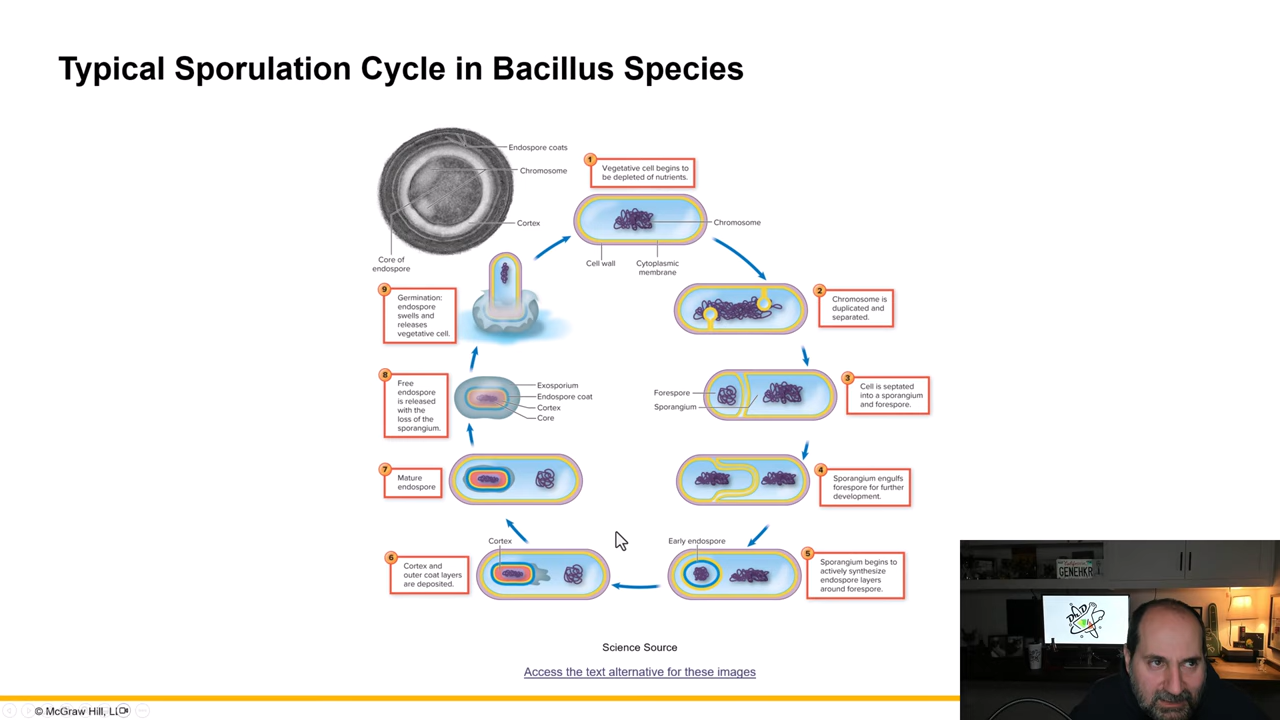 Typical Sporulation Cycle in Bacillus Species
Endospore coats
Chromosome
Cortex
Core of
endospore
1
Vegetative cell begins to
be depleted of nutrients.
Chromosome
Cell wall
Cytoplasmic
membrane
2
Chromosome is
duplicated and
separated.
3
Cell is septated
into a sporangium
and forespore.
Forespore
Sporangium
4
Sporangium engulfs
forespore for further
development.
5
Sporangium begins to
actively synthesize
endospore layers
around forespore.
Early endospore
6
Cortex and
outer coat layers
are deposited.
Cortex
7
Mature
endospore
8
Free
endospore
is released
with the
loss of the
sporangium.
Exosporium
Endospore coat
Cortex
Core
9
Germination:
endospore
swells and
releases
vegetative cell.
Science Source
Access the text alternative for these images
© McGraw Hill,
GENEHKR